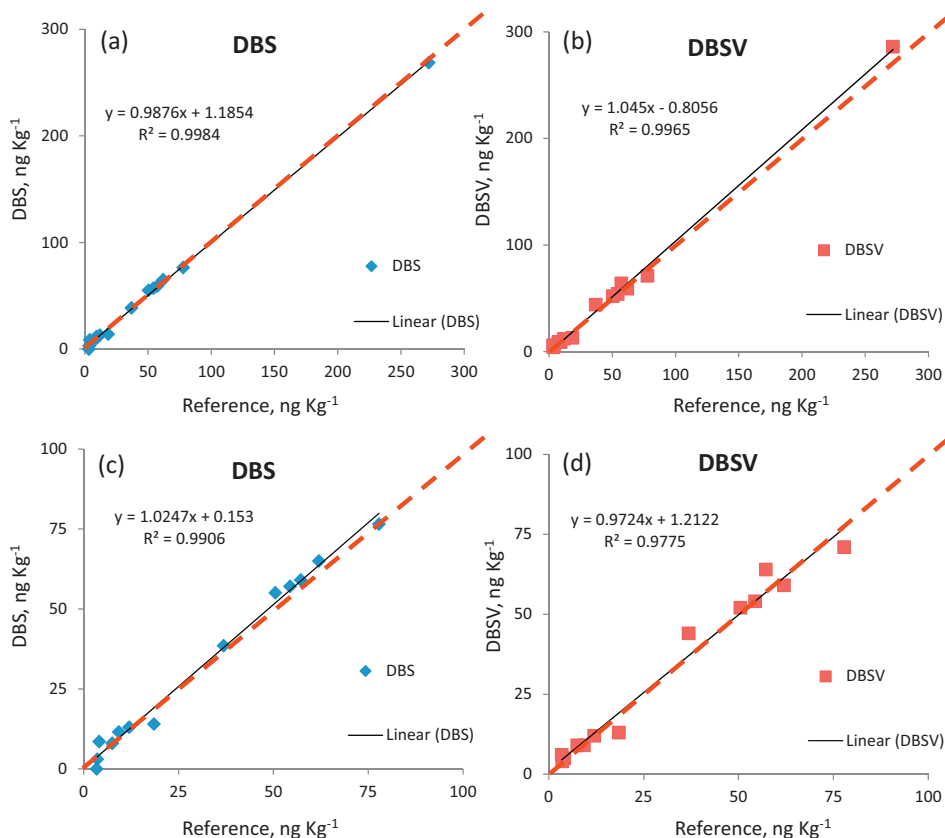 (a)
DBS
y = 0.9876x + 1.1854
R² = 0.9984
DBS, ng Kg⁻¹
300
200
100
0
DBS
Linear (DBS)
0 50 100 150 200 250 300
Reference, ng Kg⁻¹
(b)
DBSV
y = 1.045x - 0.8056
R² = 0.9965
DBSV, ng Kg⁻¹
300
200
100
0
DBSV
Linear (DBSV)
0 50 100 150 200 250 300
Reference, ng Kg⁻¹
(c)
DBS
y = 1.0247x + 0.153
R² = 0.9906
DBS, ng Kg⁻¹
100
75
50
25
0
DBS
Linear (DBS)
0 25 50 75 100
Reference, ng Kg⁻¹
(d)
DBSV
y = 0.9724x + 1.2122
R² = 0.9775
DBSV, ng Kg⁻¹
100
75
50
25
0
DBSV
Linear (DBSV)
0 25 50 75 100
Reference, ng Kg⁻¹